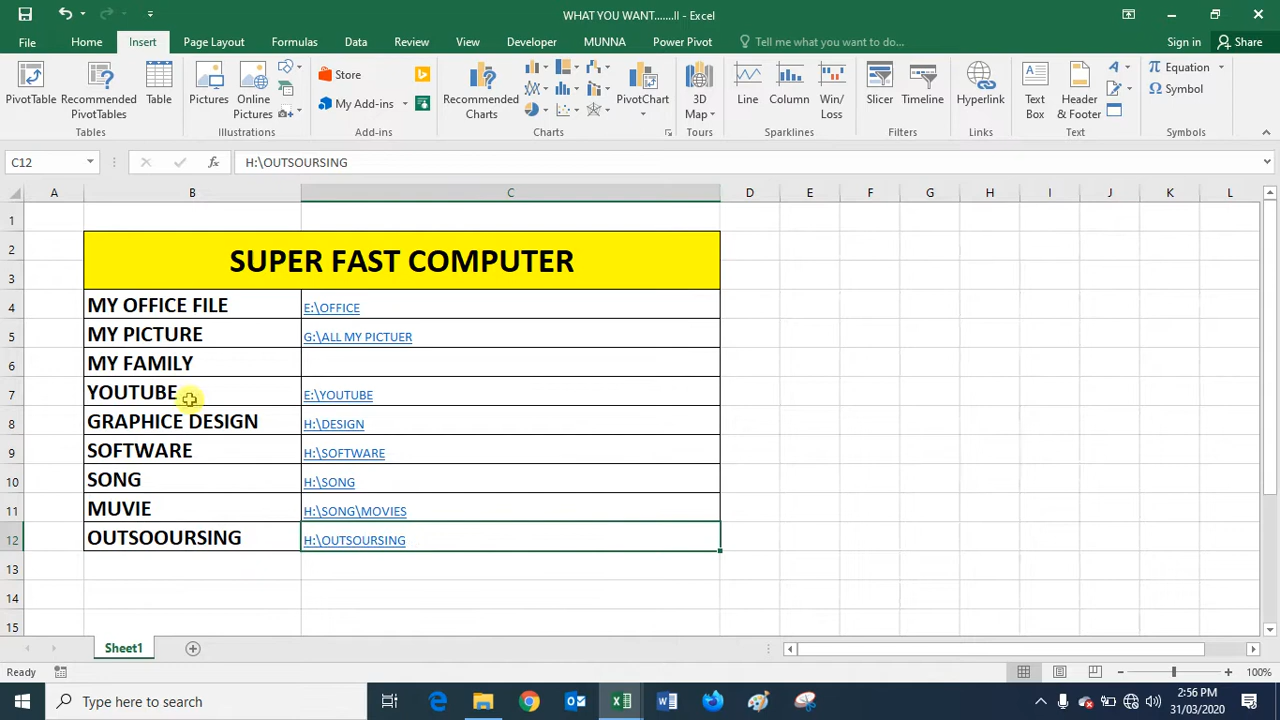 WHAT YOU WANT.......!! - Excel
File Home Insert Page Layout Formulas Data Review View Developer MUNNA Power Pivot Tell me what you want to do... Sign in Share
PivotTable
Recommended
PivotTables
Table
Pictures
Online
Pictures
Store
My Add-ins
Recommended
Charts
PivotChart
3D
Map
Line
Column
Win/
Loss
Slicer
Timeline
Hyperlink
Text
Box
Header
& Footer
Equation
Symbol
Tables Illustrations Add-ins Charts Tours Sparklines Filters Links Text Symbols
C12 fx H:\OUTSOURSING
A B C D E F G H I J K L
1
2
SUPER FAST COMPUTER
3
4 MY OFFICE FILE E:\OFFICE
5 MY PICTURE G:\ALL MY PICTUER
6 MY FAMILY
7 YOUTUBE E:\YOUTUBE
8 GRAPHICE DESIGN H:\DESIGN
9 SOFTWARE H:\SOFTWARE
10 SONG H:\SONG
11 MUVIE H:\SONG\MOVIES
12 OUTSOOURSING H:\OUTSOURSING
13
14
15
Sheet1
Ready 100%
Type here to search
2:56 PM
31/03/2020